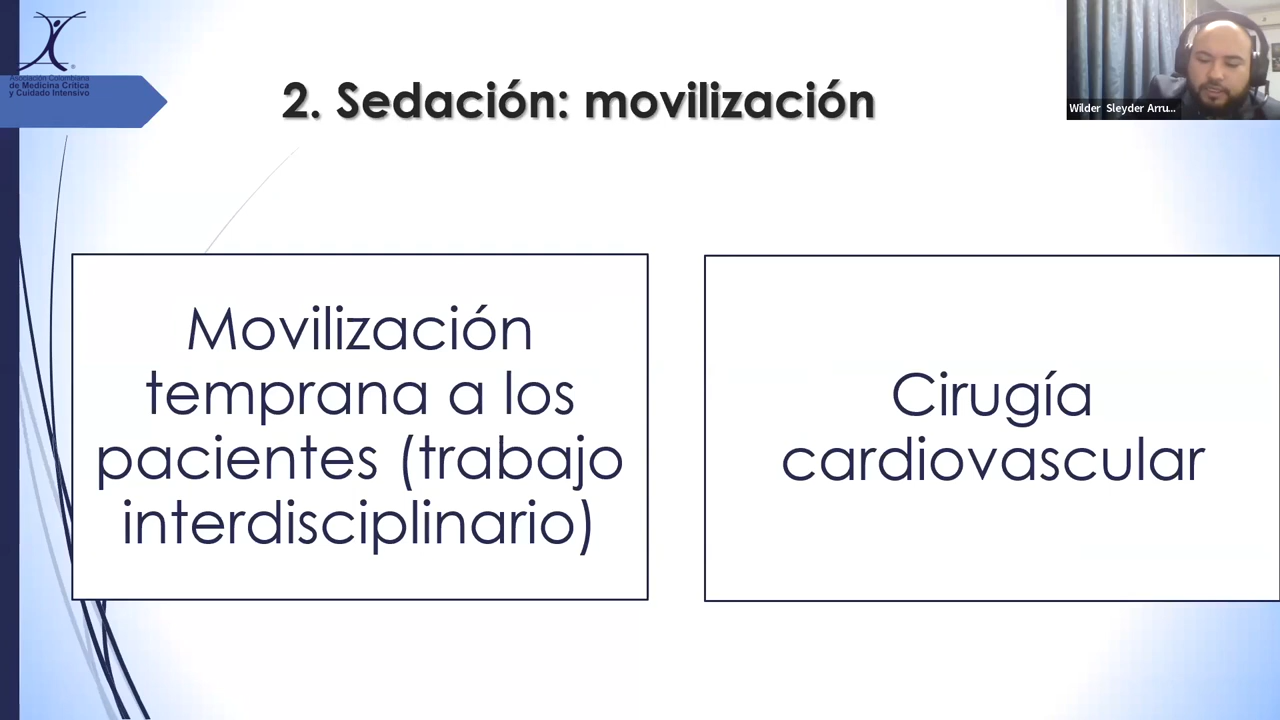 Asociación Colombiana
de Medicina Crítica
y Cuidado Intensivo
2. Sedación: movilización
Wilder Sleyder Arru...
Movilización
temprana a los
pacientes (trabajo
interdisciplinario)
Cirugía
cardiovascular